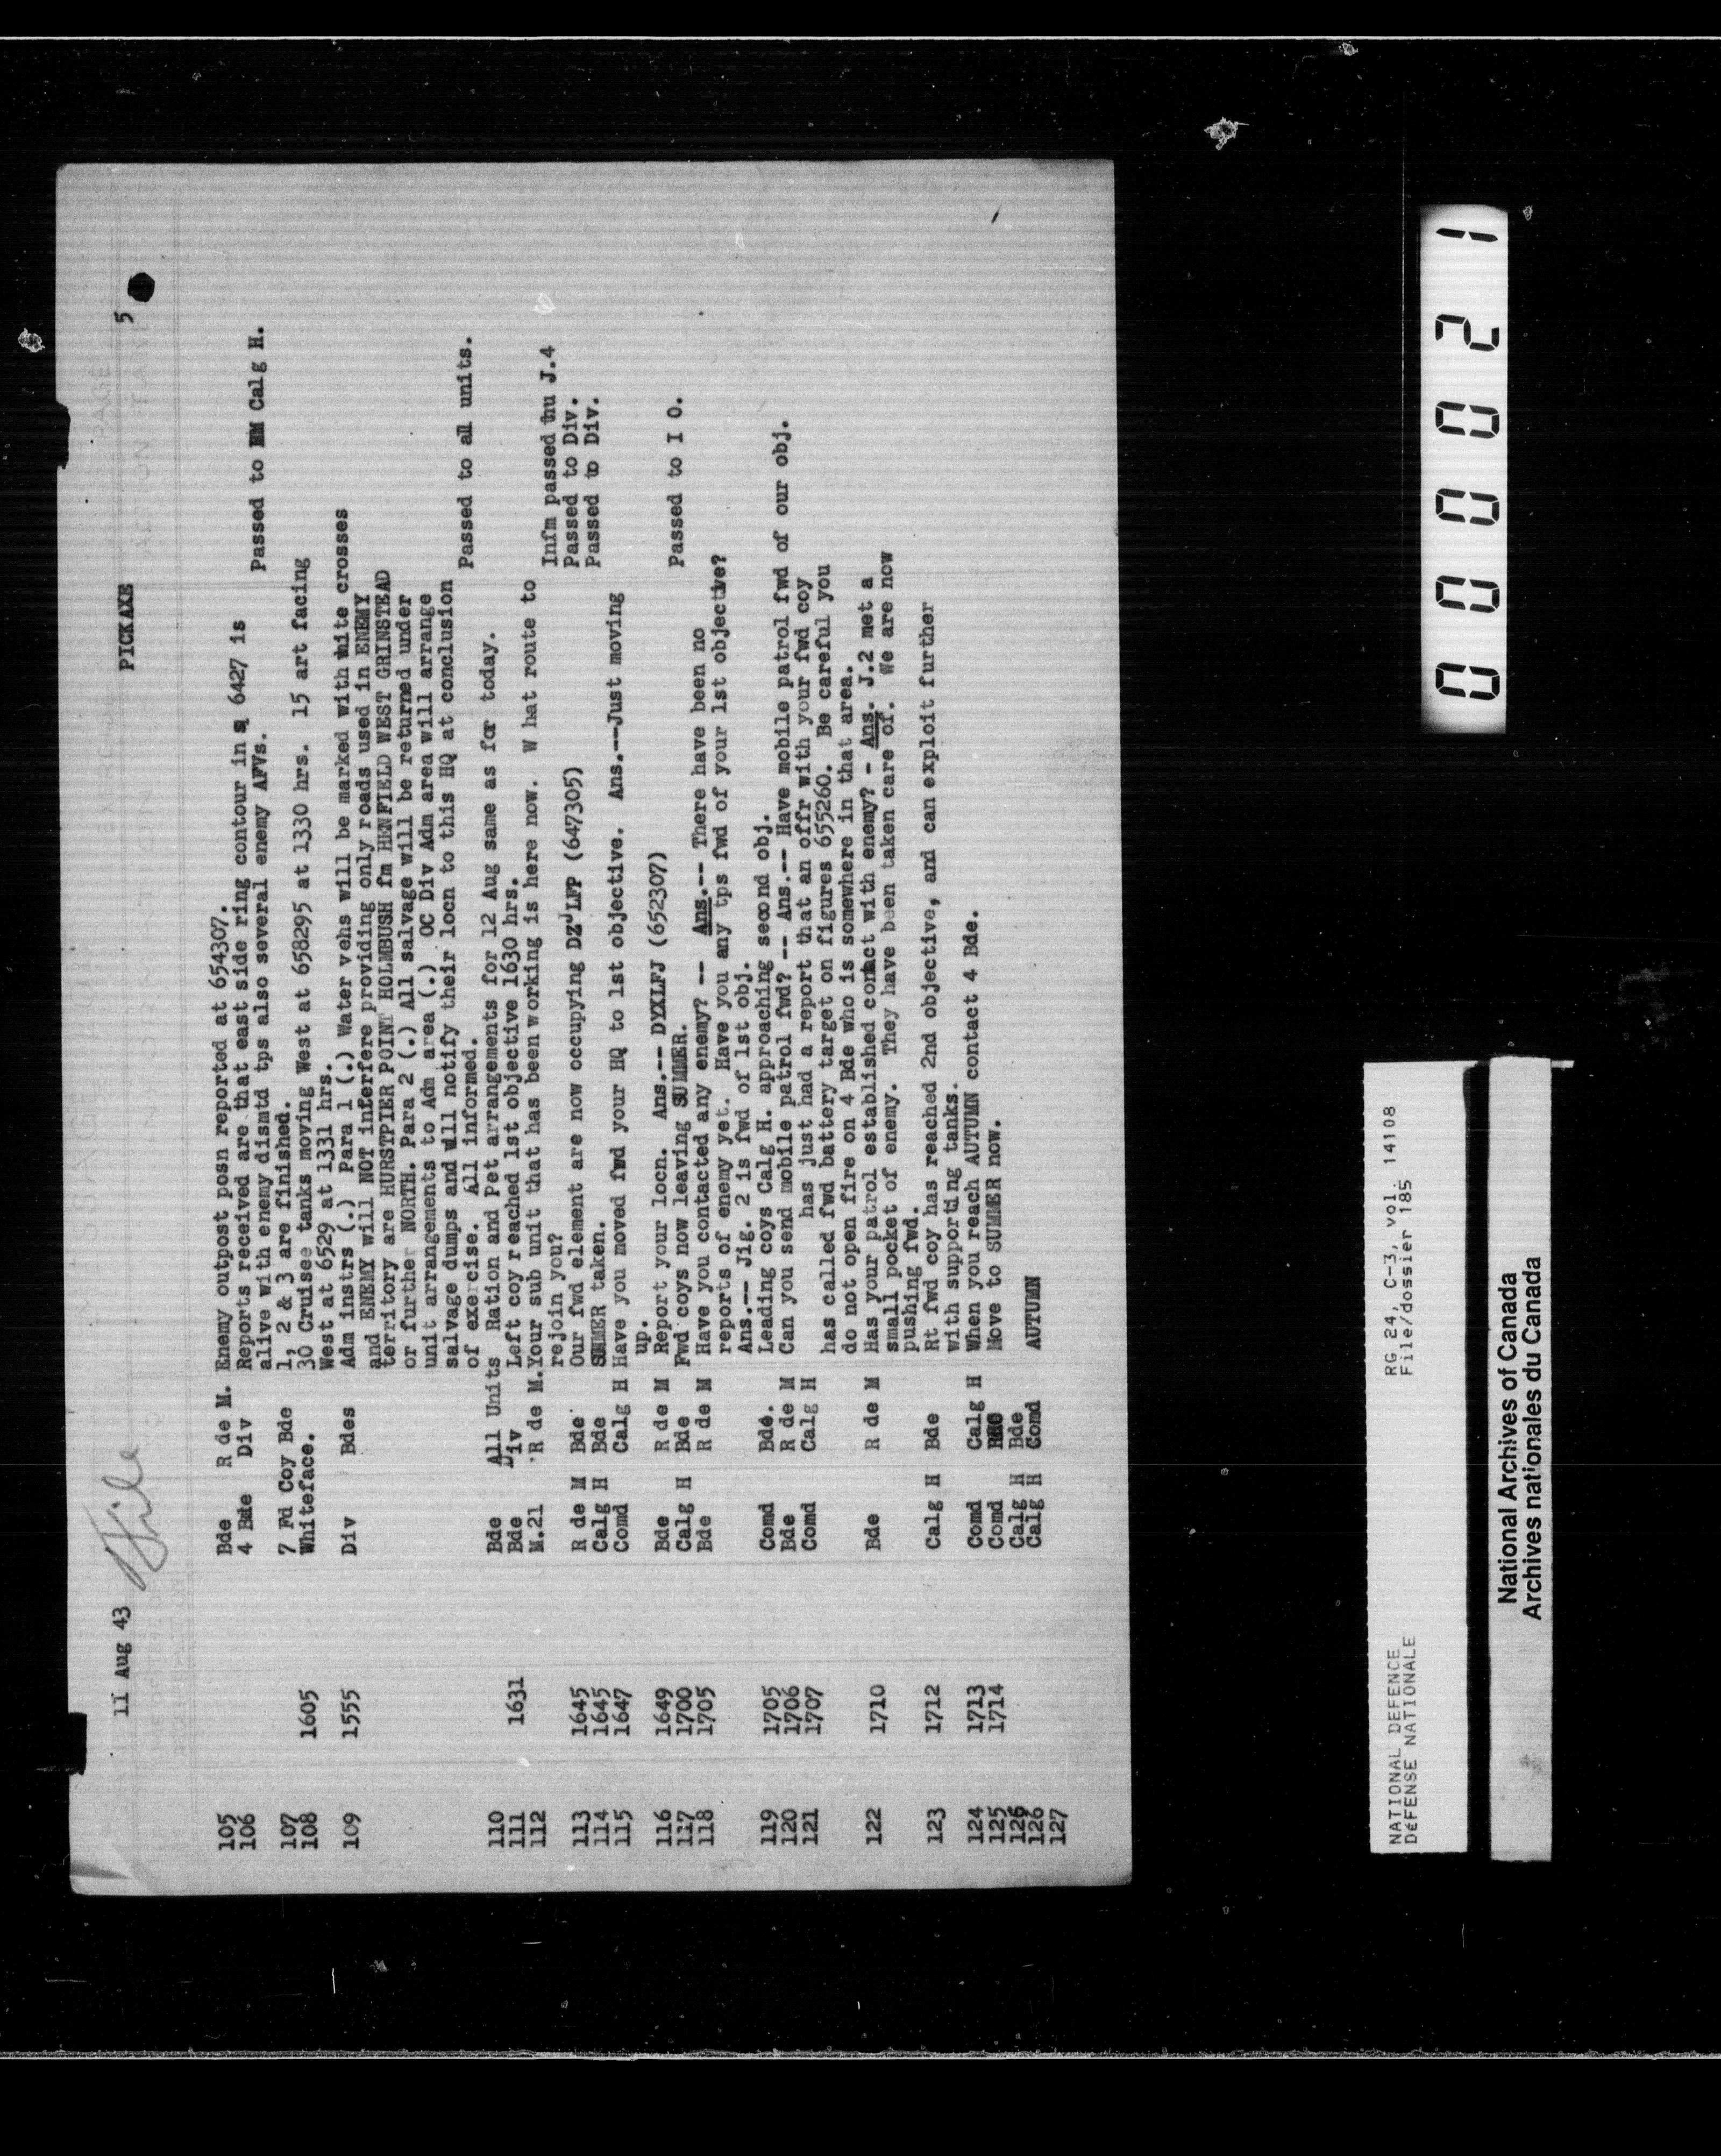 11 Aug 43 File PICKAXE 5
105 Bde R de M. Enemy outpost posn reported at 654307.
106 4 Bde Div Reports received are that east side ring contour in sq 6427 is
alive with enemy dismtd tps also several enemy AFVs. Passed to Calg H.
107 7 Fd Coy Bde 1, 2 & 3 are finished.
108 1605 Whiteface. 30 Cruisee tanks moving West at 658295 at 1330 hrs. 15 art facing
West at 6529 at 1331 hrs.
109 1555 Div Bdes Adm instrs (.) Para 1 (.) Water vehs will be marked with white crosses
and ENEMY will NOT interfere providing only roads used in ENEMY
territory are HURSTPIER POINT HOLMBUSH fm HENFIELD WEST GRINSTEAD
or further NORTH. Para 2 (.) All salvage will be returned under
unit arrangements to Adm area (.) OC Div Adm area will arrange
salvage dumps and will notify their locn to this HQ at conclusion
of exercise. All informed. Passed to all units.
110 Bde All Units Ration and Pet arrangements for 12 Aug same as for today.
111 1631 Bde Div Left coy reached 1st objective 1630 hrs.
112 M.21 R de M. Your sub unit that has been working is here now. W hat route to
rejoin you? Infm passed thu J.4
113 1645 R de M Bde Our fwd element are now occupying DZJLFP (647305) Passed to Div.
114 1645 Calg H Bde SUMMER taken. Passed to Div.
115 1647 Comd Calg H Have you moved fwd your HQ to 1st objective. Ans.--Just moving
up.
116 1649 Bde R de M Report your locn. Ans.-- DYXLFJ (652307)
117 1700 Calg H Bde Fwd coys now leaving SUMMER. Passed to I O.
118 1705 Bde R de M Have you contacted any enemy? -- Ans.-- There have been no
reports of enemy yet. Have you any tps fwd of your 1st objective?
Ans.-- Jig. 2 is fwd of 1st obj.
119 1705 Comd Bde. Leading coys Calg H. approaching second obj.
120 1706 Bde R de M Can you send mobile patrol fwd? -- Ans.-- Have mobile patrol fwd of our obj.
121 1707 Comd Calg H has just had a report that an offr with your fwd coy
has called fwd battery target on figures 655260. Be careful you
do not open fire on 4 Bde who is somewhere in that area.
122 1710 Bde R de M Has your patrol established contact with enemy? - Ans. J.2 met a
small pocket of enemy. They have been taken care of. We are now
pushing fwd.
123 1712 Calg H Bde Rt fwd coy has reached 2nd objective, and can exploit further
with supporting tanks.
124 1713 Comd Calg H When you reach AUTUMN contact 4 Bde.
125 1714 Comd Move to SUMMER now.
126 Calg H Bde
126 Calg H Comd AUTUMN
127
00021
NATIONAL DEFENCE RG 24, C-3, vol. 14108
DÉFENSE NATIONALE File/dossier 185
National Archives of Canada
Archives nationales du Canada